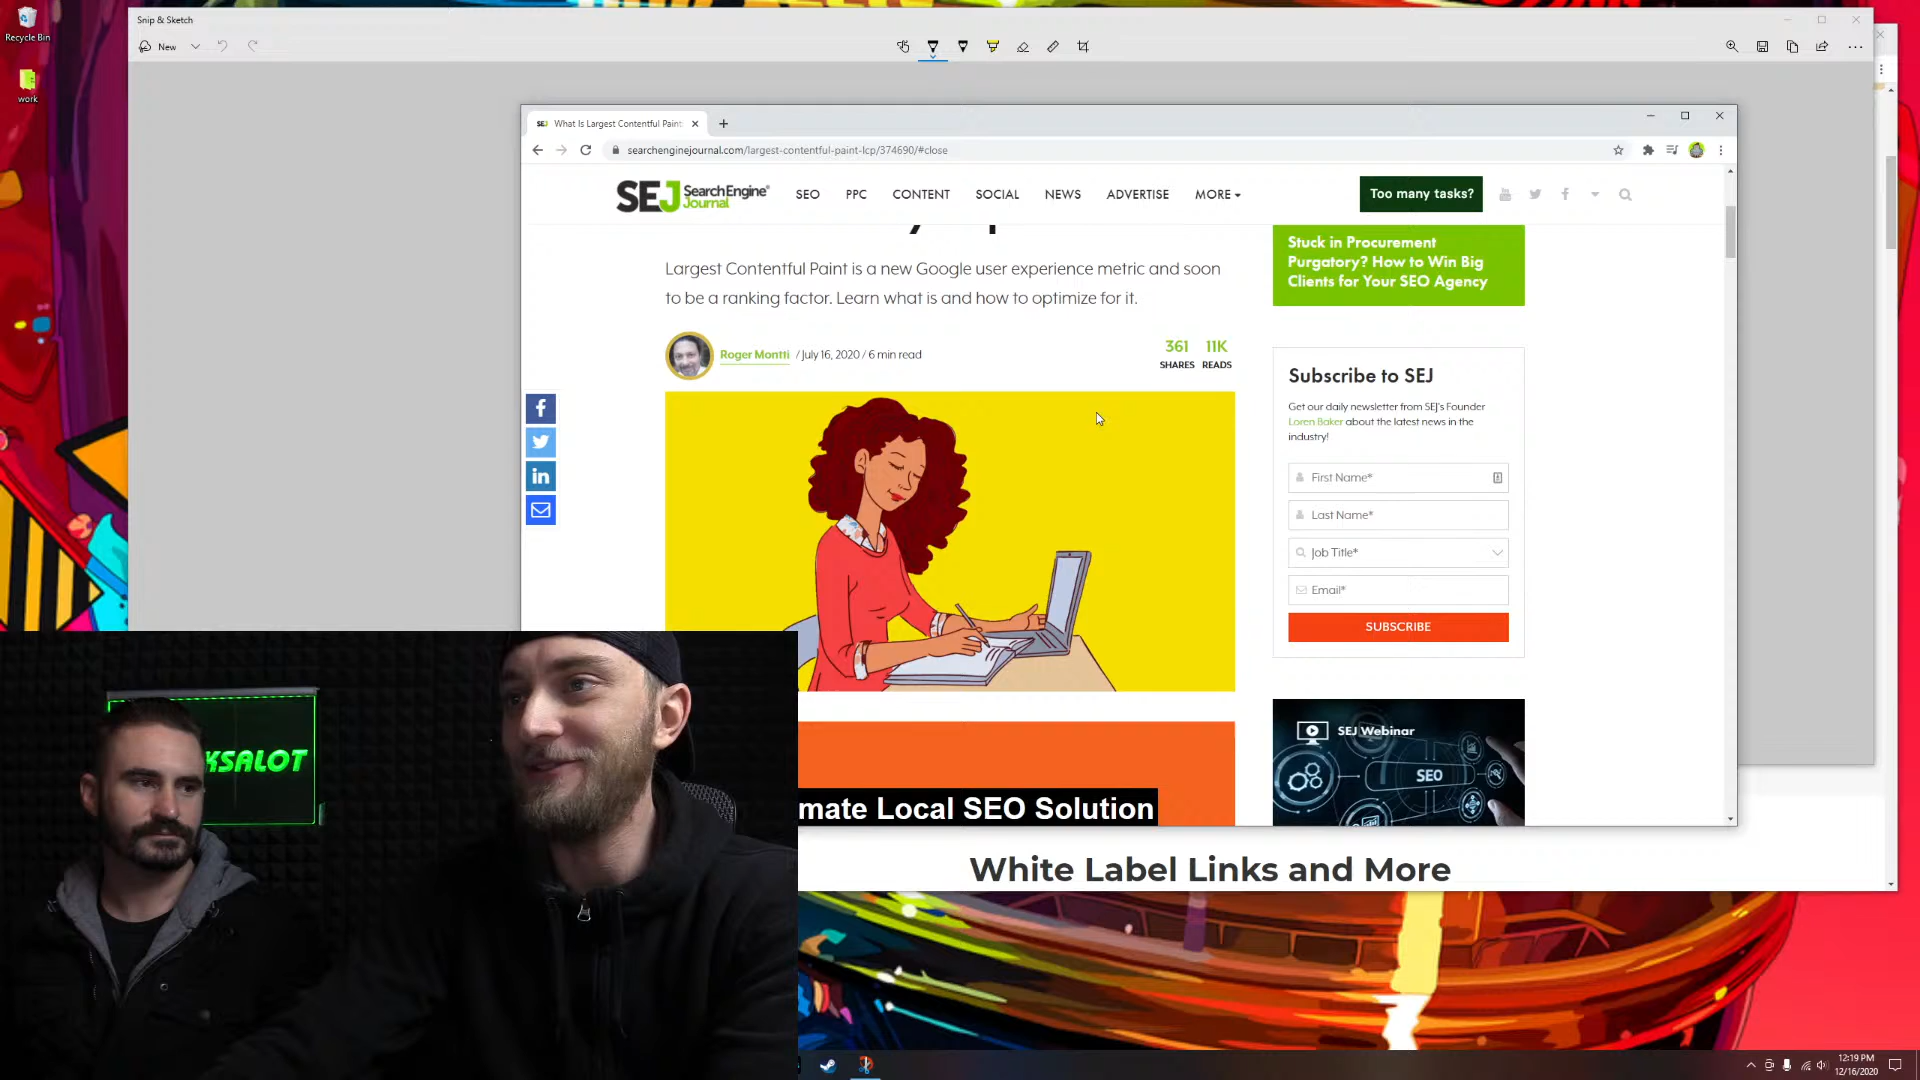 Recycle Bin
work
Snip & Sketch
New
What Is Largest Contentful Paint
searchenginejournal.com/largest-contentful-paint-lcp/374690/#close
SEJ SearchEngine Journal
SEO
PPC
CONTENT
SOCIAL
NEWS
ADVERTISE
MORE
Too many tasks?
Largest Contentful Paint is a new Google user experience metric and soon
to be a ranking factor. Learn what is and how to optimize for it.
Roger Montti / July 16, 2020 / 6 min read
361 SHARES
11K READS
Stuck in Procurement
Purgatory? How to Win Big
Clients for Your SEO Agency
Subscribe to SEJ
Get our daily newsletter from SEJ's Founder
Loren Baker about the latest news in the
industry!
First Name*
Last Name*
Job Title*
Email*
SUBSCRIBE
SEJ Webinar
SEO
KSALOT
mate Local SEO Solution
White Label Links and More
12:19 PM
12/16/2020